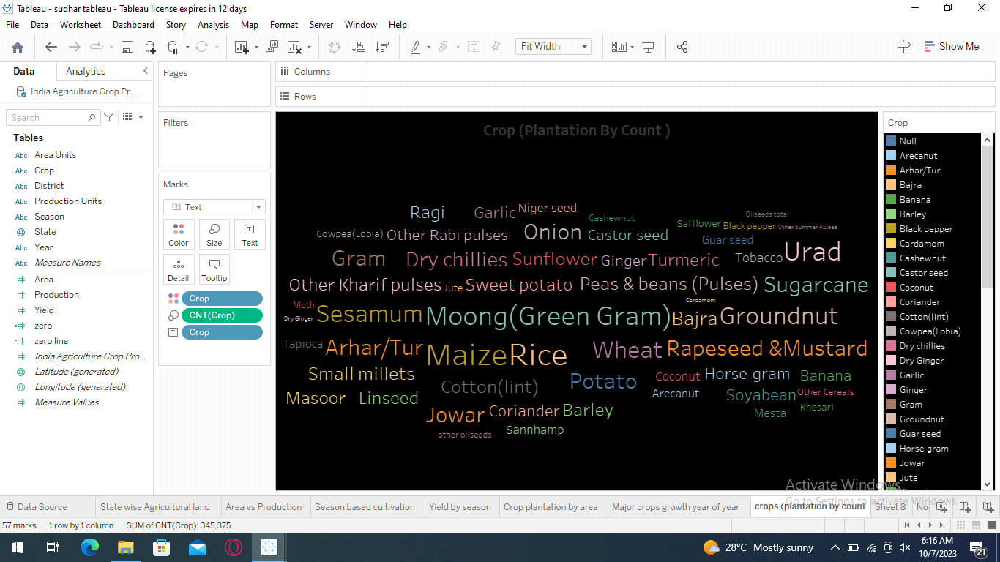 Tableau - sudhar tableau - Tableau license expires in 12 days
File Data Worksheet Dashboard Story Analysis Map Format Server Window Help
Fit Width
Show Me
Data Analytics
India Agriculture Crop Pr...
Search
Tables
Abc Area Units
Abc Crop
Abc District
Abc Production Units
Abc Season
State
Abc Year
Abc Measure Names
Area
Production
Yield
zero
zero line
India Agriculture Crop Pro...
Latitude (generated)
Longitude (generated)
Measure Values
Pages
Filters
Marks
Text
Color Size Text
Detail Tooltip
Crop
CNT(Crop)
Crop
Columns
Rows
Crop (Plantation By Count )
Ragi Garlic Niger seed Cashewnut Oilseeds total
Cowpea(Lobia) Other Rabi pulses Onion Castor seed Safflower Black pepper Other Summer Pulses
Guar seed
Gram Dry chillies Sunflower Ginger Turmeric Tobacco Urad
Other Kharif pulses Jute Sweet potato Peas & beans (Pulses) Sugarcane
Moth Cardamom
Dry Ginger Sesamum Moong(Green Gram) Bajra Groundnut
Tapioca Arhar/Tur Maize Rice Wheat Rapeseed &Mustard
Small millets Cotton(lint) Potato Coconut Horse-gram Banana
Masoor Linseed Arecanut Soyabean Other Cereals
Jowar Coriander Barley Mesta Khesari
other oilseeds Sannhamp
Crop
Null
Arecanut
Arhar/Tur
Bajra
Banana
Barley
Black pepper
Cardamom
Cashewnut
Castor seed
Coconut
Coriander
Cotton(lint)
Cowpea(Lobia)
Dry chillies
Dry Ginger
Garlic
Ginger
Gram
Groundnut
Guar seed
Horse-gram
Jowar
Jute
Activate Windows
Go to Settings to activate Windows.
Data Source State wise Agricultural land Area vs Production Season based cultivation Yield by season Crop plantation by area Major crops growth year of year crops (plantation by count Sheet 8 No
57 marks 1 row by 1 column SUM of CNT(Crop): 345,375
28°C Mostly sunny
6:16 AM
10/7/2023
21